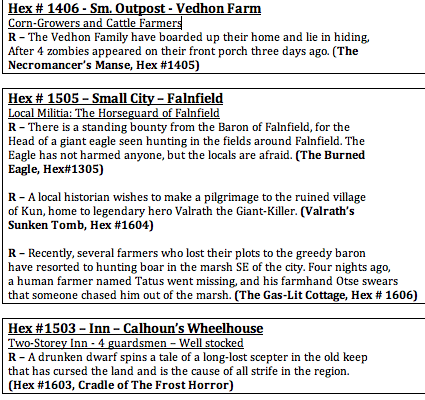 Hex # 1406 - Sm. Outpost - Vedhon Farm
Corn-Growers and Cattle Farmers
R – The Vedhon Family have boarded up their home and lie in hiding,
After 4 zombies appeared on their front porch three days ago. (The
Necromancer's Manse, Hex #1405)
Hex # 1505 – Small City – Falnfield
Local Militia: The Horseguard of Falnfield
R – There is a standing bounty from the Baron of Falnfield, for the
Head of a giant eagle seen hunting in the fields around Falnfield. The
Eagle has not harmed anyone, but the locals are afraid. (The Burned
Eagle, Hex#1305)
R – A local historian wishes to make a pilgrimage to the ruined village
of Kun, home to legendary hero Valrath the Giant-Killer. (Valrath's
Sunken Tomb, Hex #1604)
R – Recently, several farmers who lost their plots to the greedy baron
have resorted to hunting boar in the marsh SE of the city. Four nights ago,
a human farmer named Tatus went missing, and his farmhand Otse swears
that someone chased him out of the marsh. (The Gas-Lit Cottage, Hex # 1606)
Hex #1503 – Inn – Calhoun's Wheelhouse
Two-Storey Inn - 4 guardsmen – Well stocked
R – A drunken dwarf spins a tale of a long-lost scepter in the old keep
that has cursed the land and is the cause of all strife in the region.
(Hex #1603, Cradle of The Frost Horror)